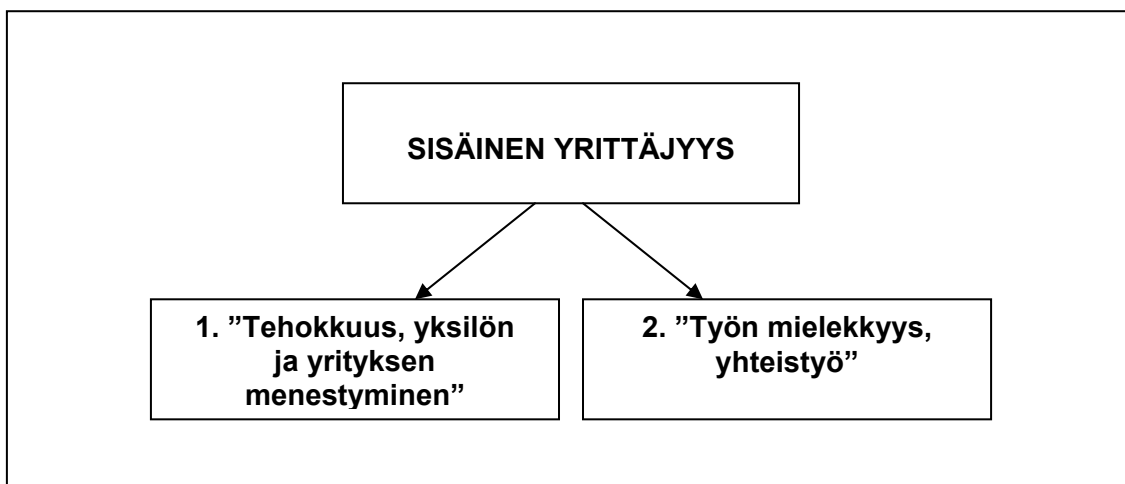 SISÄINEN YRITTÄJYYS
1. ”Tehokkuus, yksilön
ja yrityksen
menestyminen”
2. ”Työn mielekkyys,
yhteistyö”